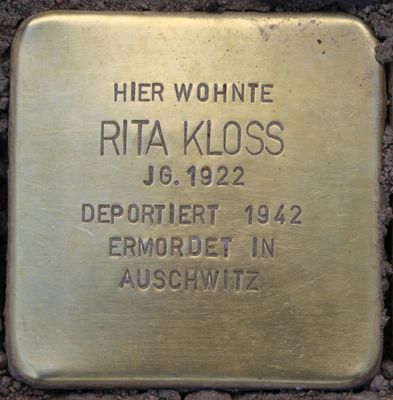 HIER WOHNTE
RITA KLOSS
JG. 1922
DEPORTIERT 1942
ERMORDET IN
AUSCHWITZ